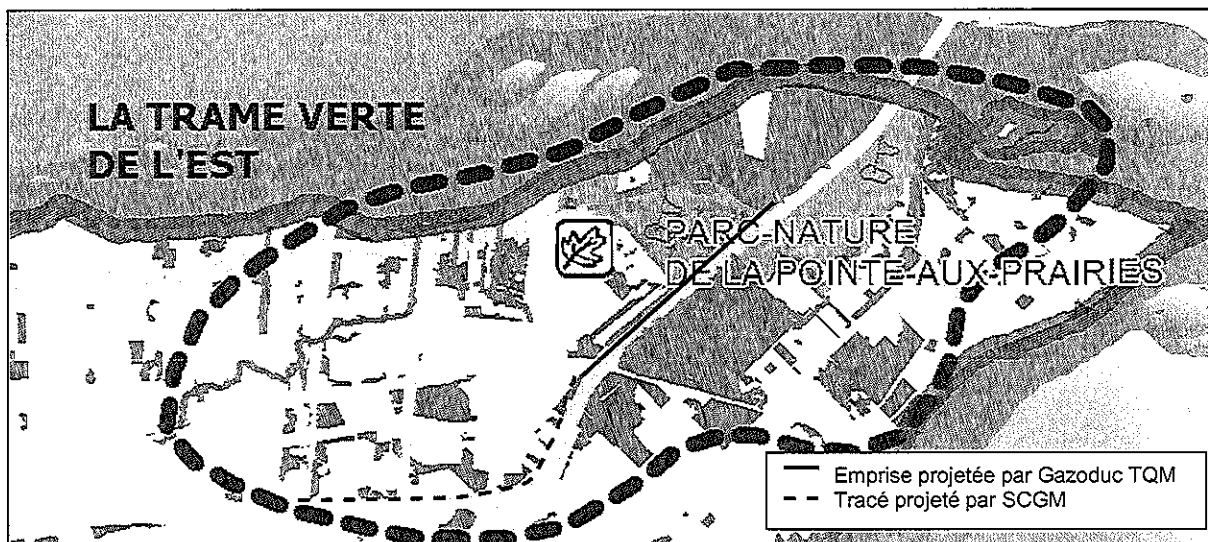 LA TRAME VERTE
DE L'EST
PARC-NATURE
DE LA POINTE-AUX-PRAIRIES
Emprise projetée par Gazoduc TQM
Tracé projeté par SCGM